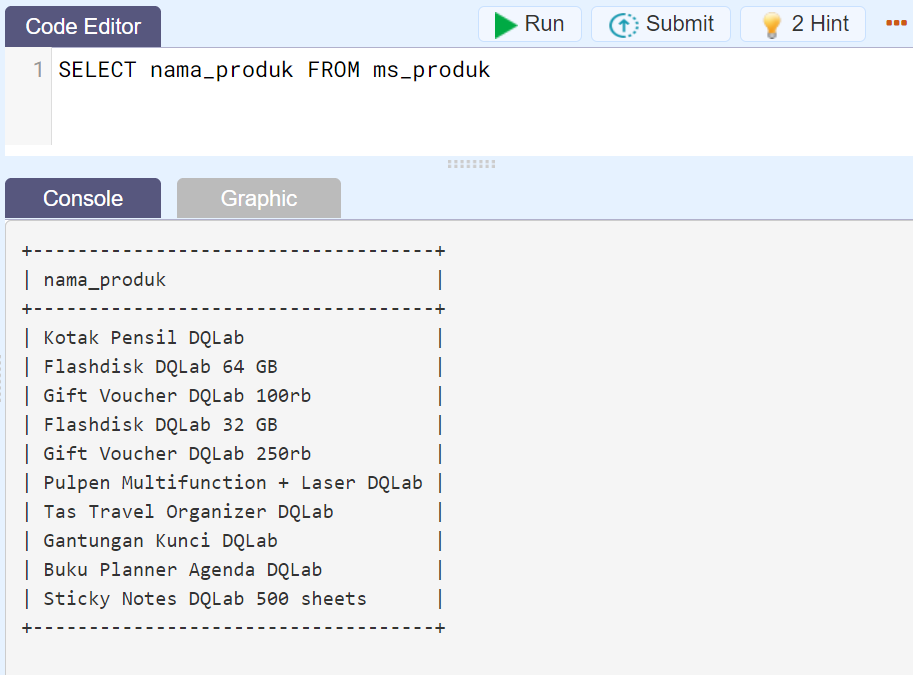 Code Editor
Run
Submit
2 Hint
1 SELECT nama_produk FROM ms_produk
Console
Graphic
+------------------------------------+
| nama_produk                        |
+------------------------------------+
| Kotak Pensil DQLab                 |
| Flashdisk DQLab 64 GB              |
| Gift Voucher DQLab 100rb           |
| Flashdisk DQLab 32 GB              |
| Gift Voucher DQLab 250rb           |
| Pulpen Multifunction + Laser DQLab |
| Tas Travel Organizer DQLab         |
| Gantungan Kunci DQLab              |
| Buku Planner Agenda DQLab          |
| Sticky Notes DQLab 500 sheets      |
+------------------------------------+